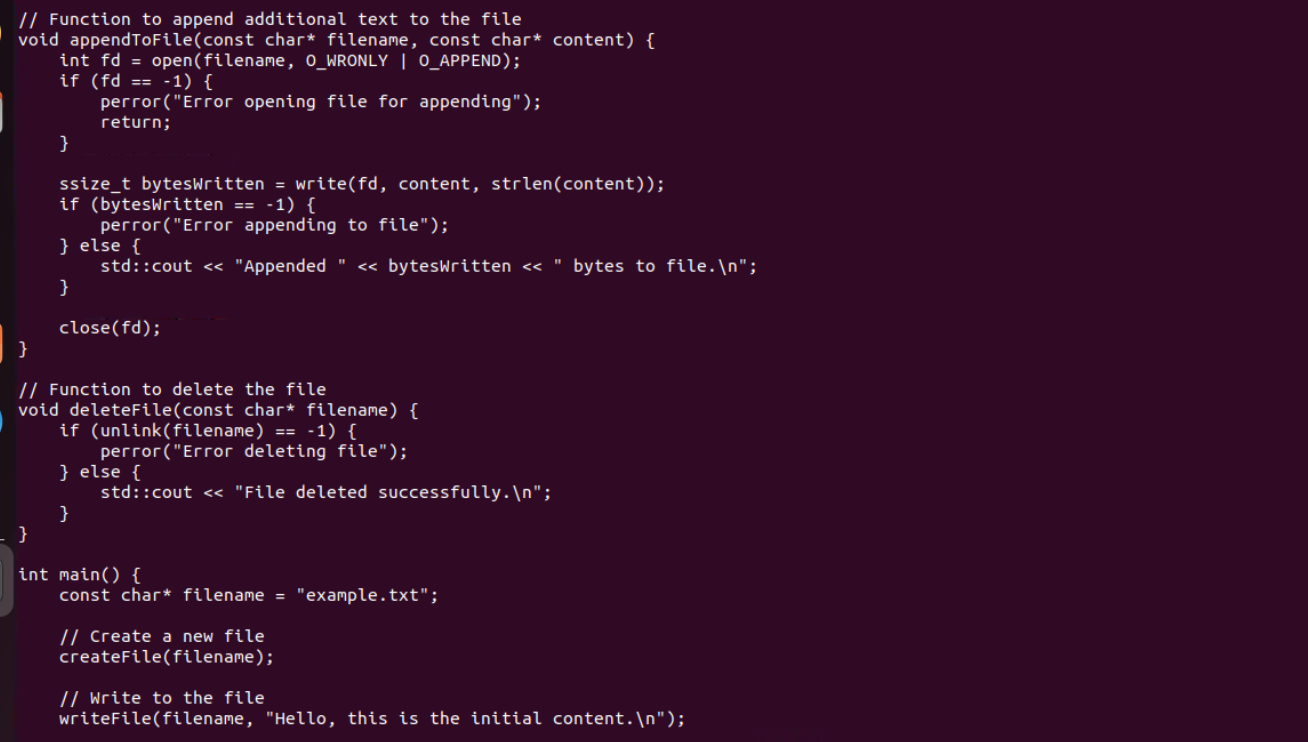 // Function to append additional text to the file
void appendToFile(const char* filename, const char* content) {
    int fd = open(filename, O_WRONLY | O_APPEND);
    if (fd == -1) {
        perror("Error opening file for appending");
        return;
    }

    ssize_t bytesWritten = write(fd, content, strlen(content));
    if (bytesWritten == -1) {
        perror("Error appending to file");
    } else {
        std::cout << "Appended " << bytesWritten << " bytes to file.\n";
    }

    close(fd);
}

// Function to delete the file
void deleteFile(const char* filename) {
    if (unlink(filename) == -1) {
        perror("Error deleting file");
    } else {
        std::cout << "File deleted successfully.\n";
    }
}

int main() {
    const char* filename = "example.txt";

    // Create a new file
    createFile(filename);

    // Write to the file
    writeFile(filename, "Hello, this is the initial content.\n");